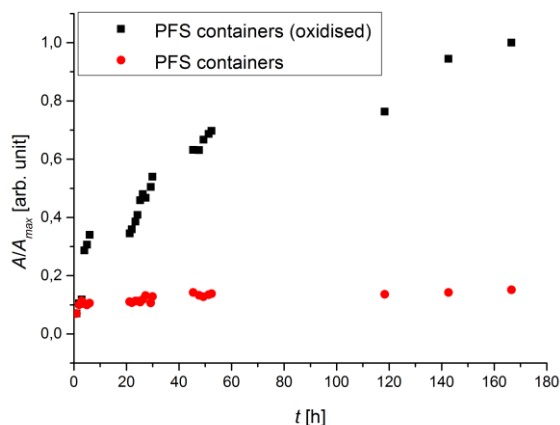 PFS containers (oxidised)
PFS containers
A/Amax [arb. unit]
1,0
0,8
0,6
0,4
0,2
0,0
0 20 40 60 80 100 120 140 160 180
t [h]